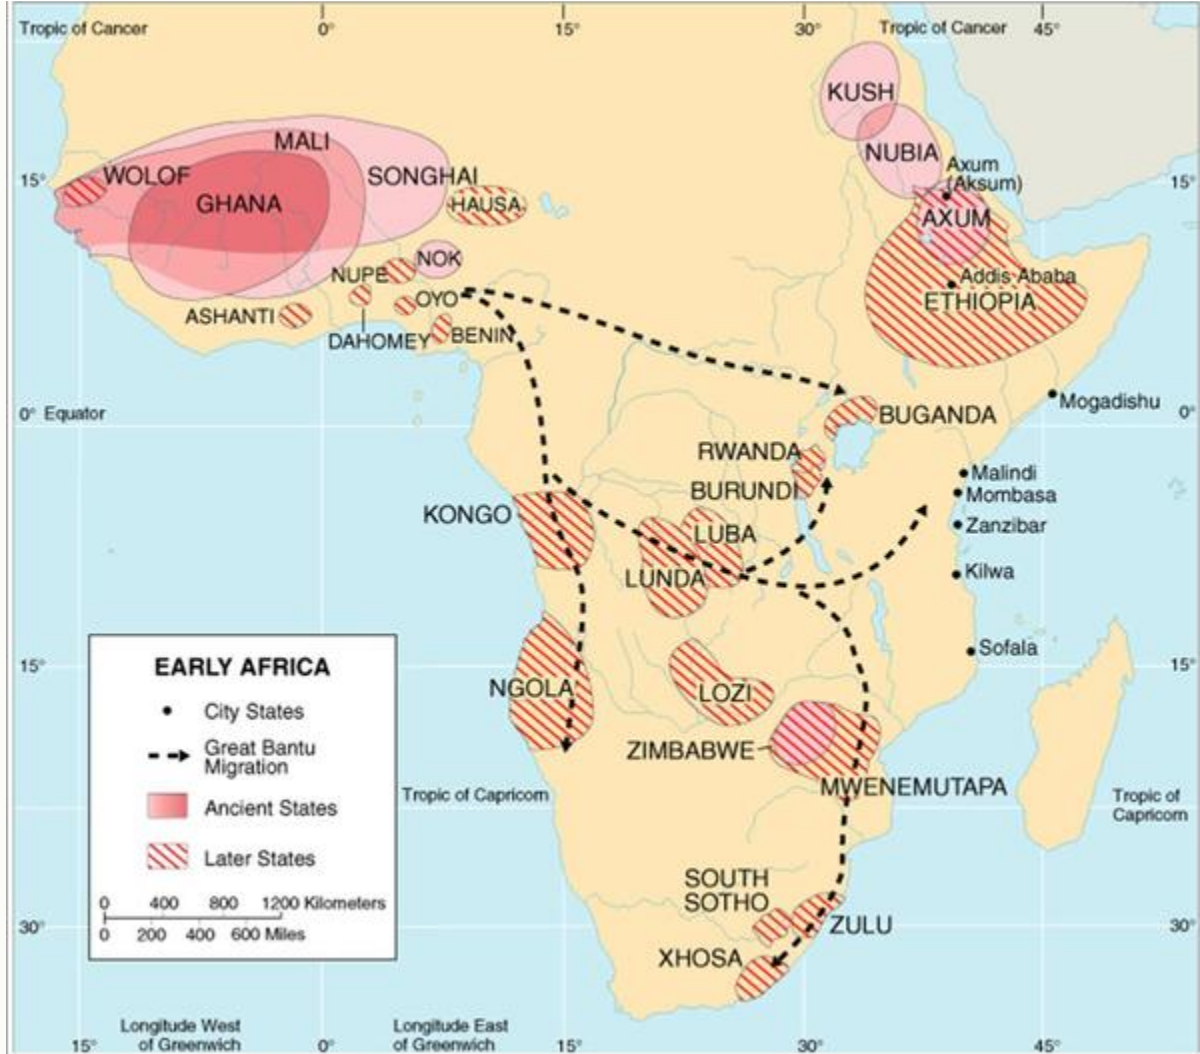 Tropic of Cancer
0°
15°
30°
Tropic of Cancer
45°
KUSH
NUBIA
Axum
(Aksum)
AXUM
15°
15°
MALI
WOLOF
SONGHAI
GHANA
HAUSA
NOK
NUPE
OYO
ASHANTI
DAHOMEY
BENIN
Addis Ababa
ETHIOPIA
Mogadishu
0° Equator
0°
BUGANDA
RWANDA
BURUNDI
Malindi
Mombasa
Zanzibar
Kilwa
Sofala
KONGO
LUBA
LUNDA
NGOLA
LOZI
ZIMBABWE
MWENEMUTAPA
15°
15°
Tropic of Capricorn
Tropic of
Capricorn
SOUTH
SOTHO
ZULU
XHOSA
30°
30°
EARLY AFRICA
City States
Great Bantu
Migration
Ancient States
Later States
0 400 800 1200 Kilometers
0 200 400 600 Miles
Longitude West
of Greenwich
Longitude East
of Greenwich
15°
0°
15°
30°
45°